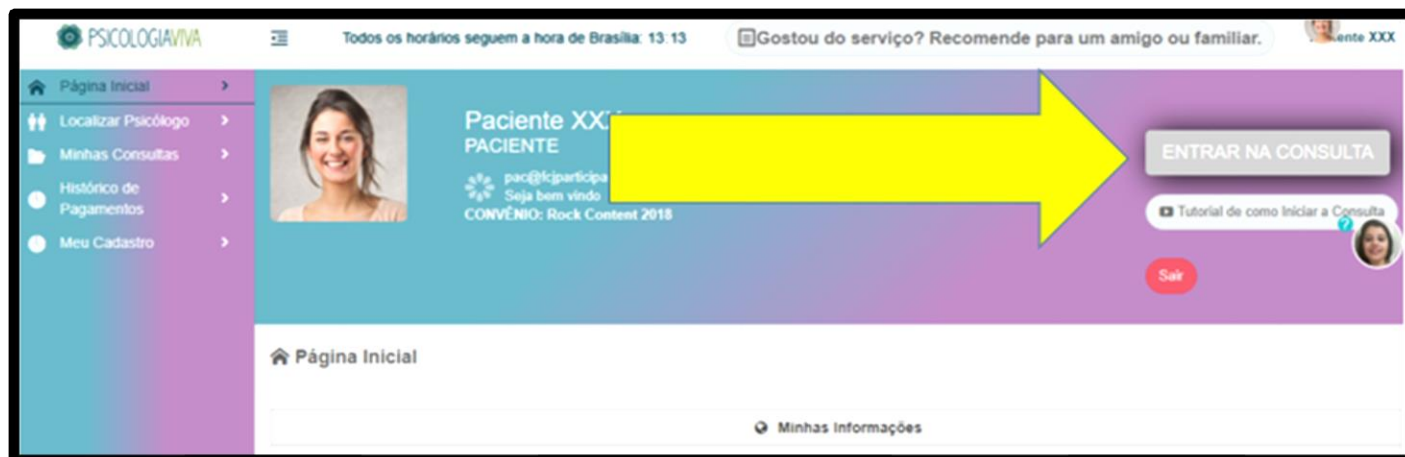 PSICOLOGIAVIVA
Todos os horários seguem a hora de Brasília: 13:13
Gostou do serviço? Recomende para um amigo ou familiar.
XXX
Página Inicial
Localizar Psicólogo
Minhas Consultas
Histórico de
Pagamentos
Meu Cadastro
Paciente
PACIENTE
Seja bem vindo
CONVÊNIO: Rock Content 2018
ENTRAR NA CONSULTA
Tutorial de como Iniciar a Consulta
?
Sair
Página Inicial
Minhas Informações